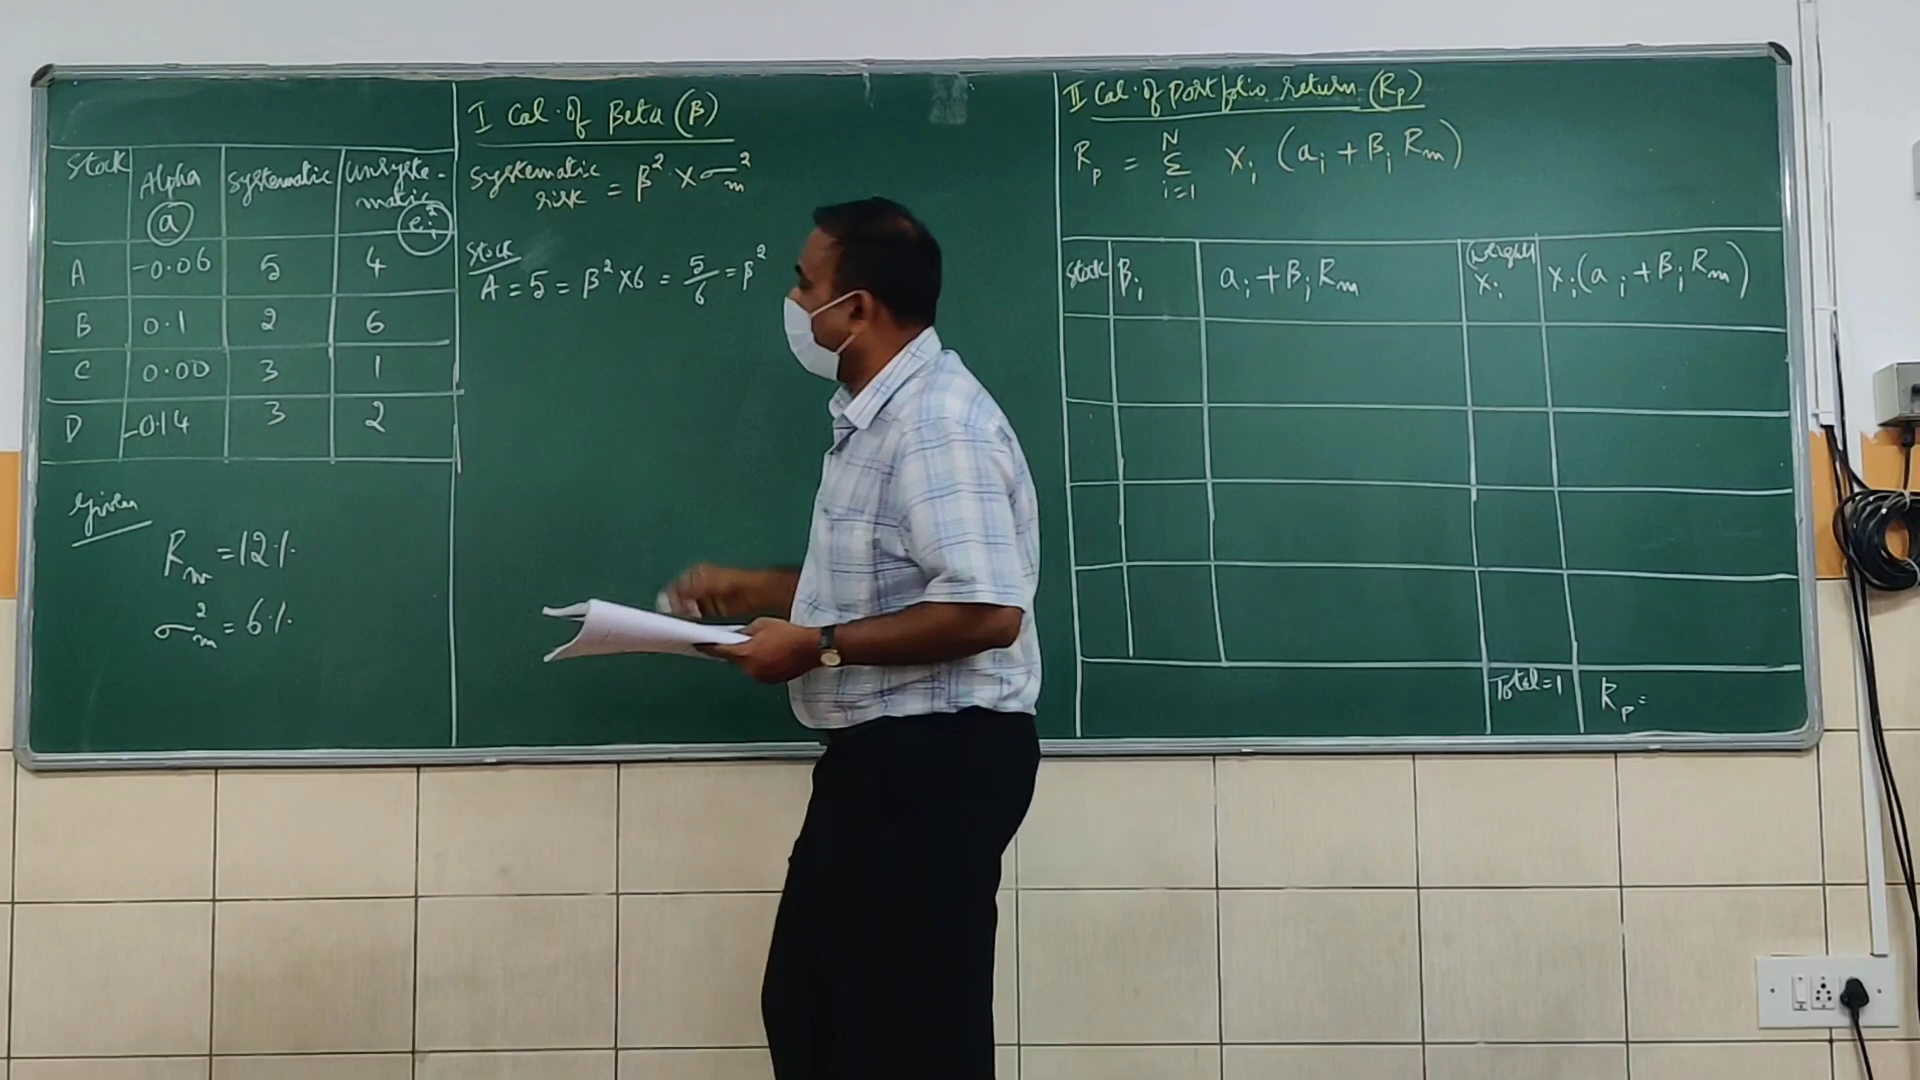 Stock Alpha (a) Systematic Unsyste-matic ei²
A -0.06 5 4
B 0.1 2 6
C 0.00 3 1
D -0.14 3 2
Given
Rm = 12%
σm² = 6%
I Cal. of Beta (β)
Systematic risk = β² × σm²
Stock
A = 5 = β² × 6 = 5/6 = β²
II Cal. of Portfolio return (Rp)
Rp = N Σ i=1 Xi (ai + βi Rm)
Stock βi ai + βi Rm (Weights) Xi Xi (ai + βi Rm)
Total = 1 Rp =